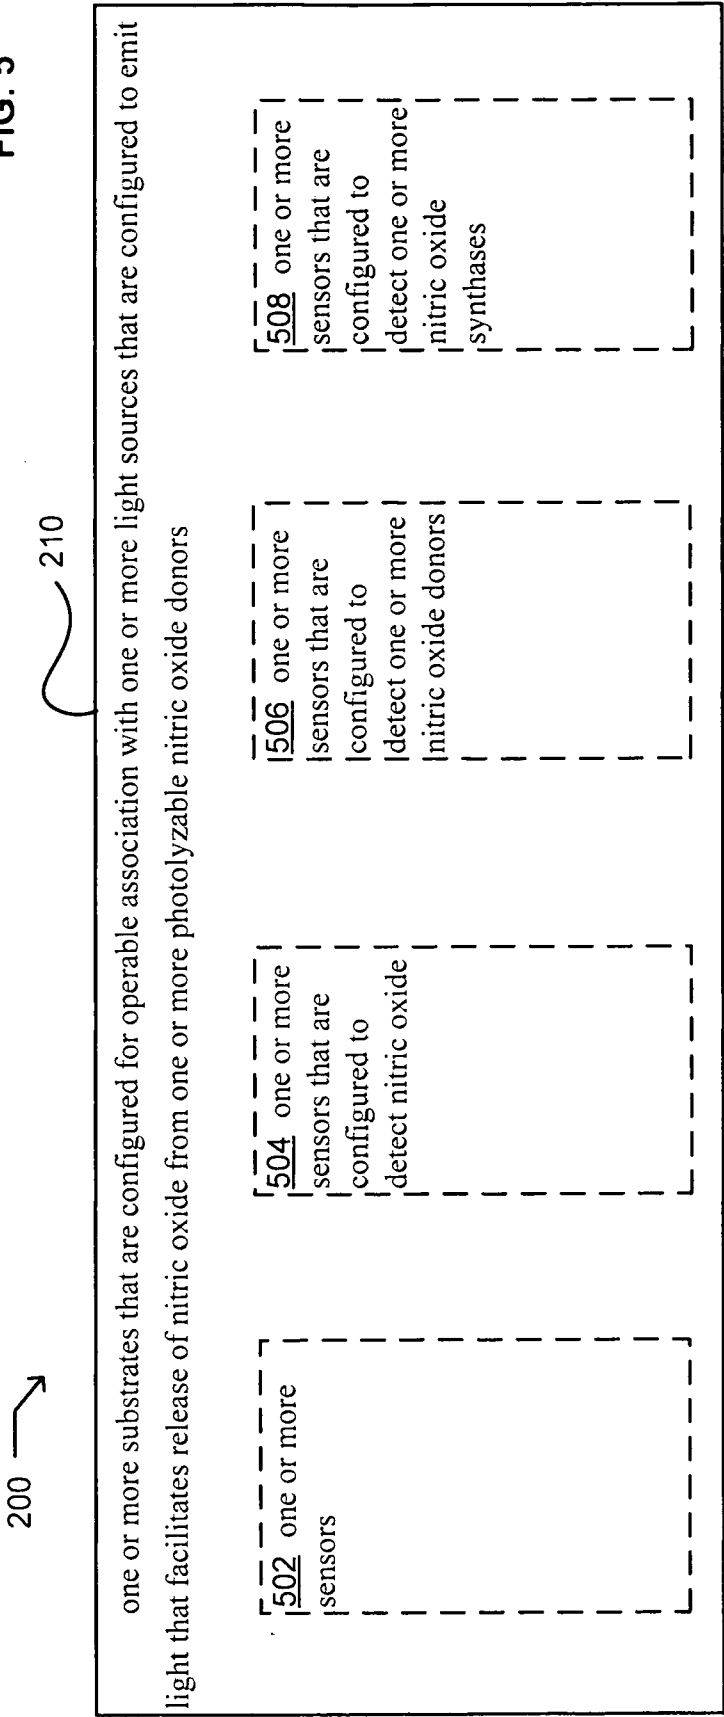 FIG. 5
200
210
one or more substrates that are configured for operable association with one or more light sources that are configured to emit
light that facilitates release of nitric oxide from one or more photolyzable nitric oxide donors
502 one or more
sensors
504 one or more
sensors that are
configured to
detect nitric oxide
506 one or more
sensors that are
configured to
detect one or more
nitric oxide donors
508 one or more
sensors that are
configured to
detect one or more
nitric oxide
synthases